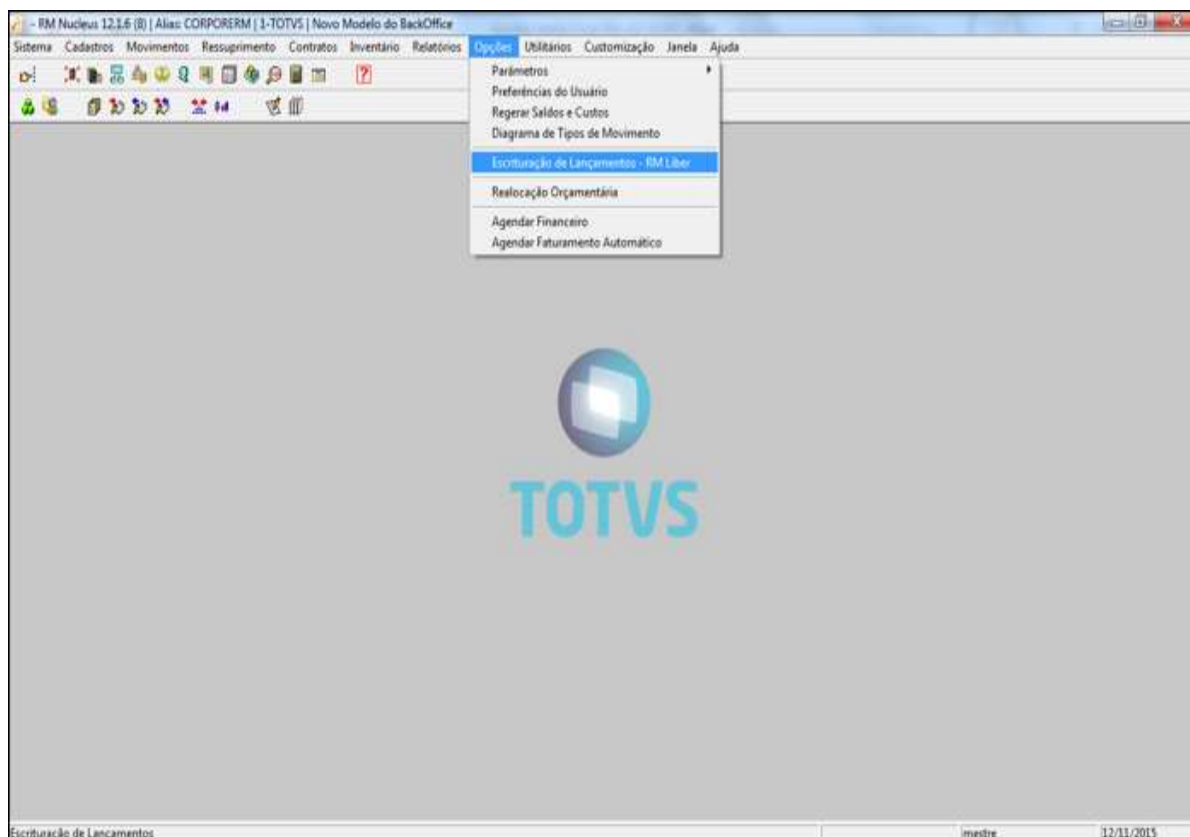 - RM Nucleus 12.1.6 (8) | Alias: CORPORERM | 1-TOTVS | Novo Modelo do BackOffice
Sistema Cadastros Movimentos Ressuprimento Contratos Inventário Relatórios Opções Utilitários Customização Janela Ajuda
Parâmetros
Preferências do Usuário
Regerar Saldos e Custos
Diagrama de Tipos de Movimento
Escrituração de Lançamentos - RM Liber
Realocação Orçamentária
Agendar Financeiro
Agendar Faturamento Automático
TOTVS
Escrituração de Lançamentos mestre 12/11/2015